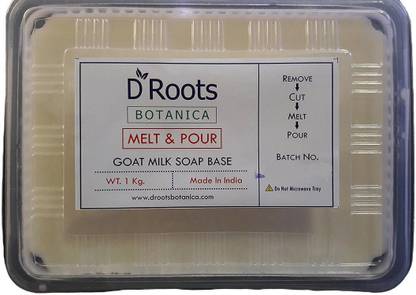 D'Roots
BOTANICA
MELT & POUR
GOAT MILK SOAP BASE
WT. 1 Kg.
Made In India
www.drootsbotanica.com
REMOVE
CUT
MELT
POUR
BATCH NO.
Do Not Microwave Tray